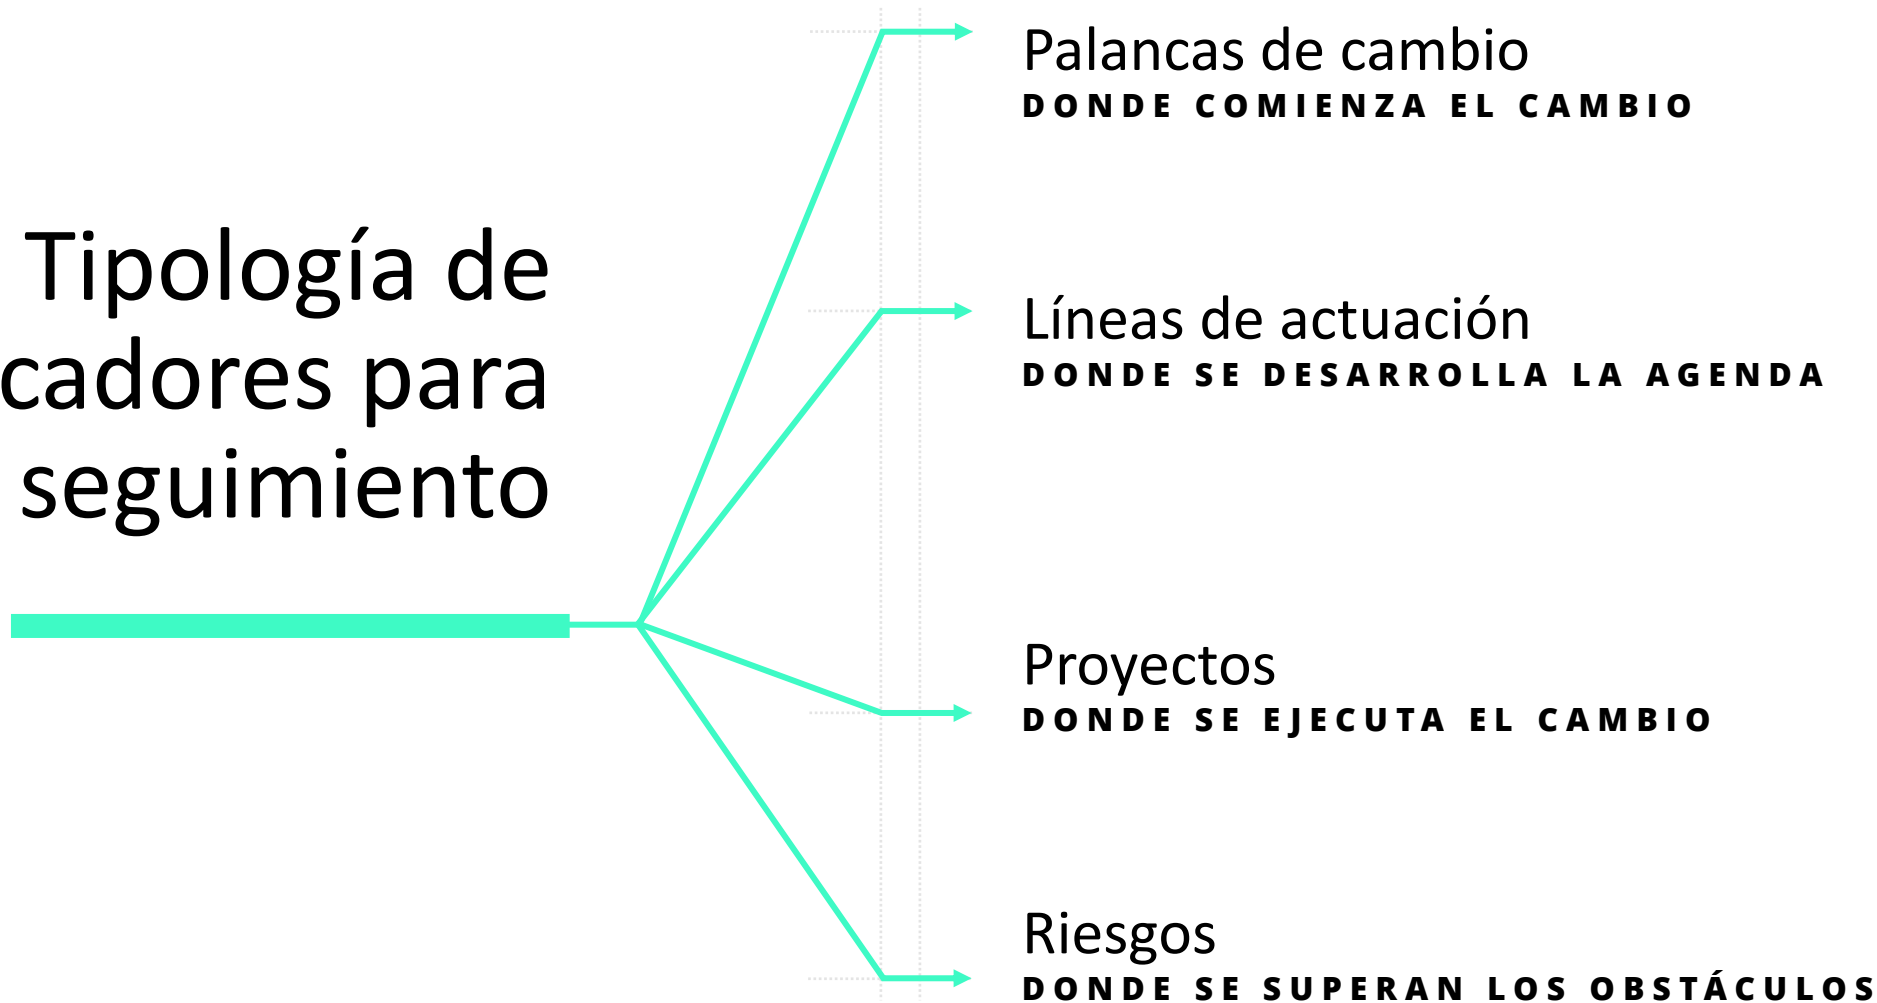 Tipología de
cadores para
seguimiento
Palancas de cambio
DONDE COMIENZA EL CAMBIO
Líneas de actuación
DONDE SE DESARROLLA LA AGENDA
Proyectos
DONDE SE EJECUTA EL CAMBIO
Riesgos
DONDE SE SUPERAN LOS OBSTÁCULOS